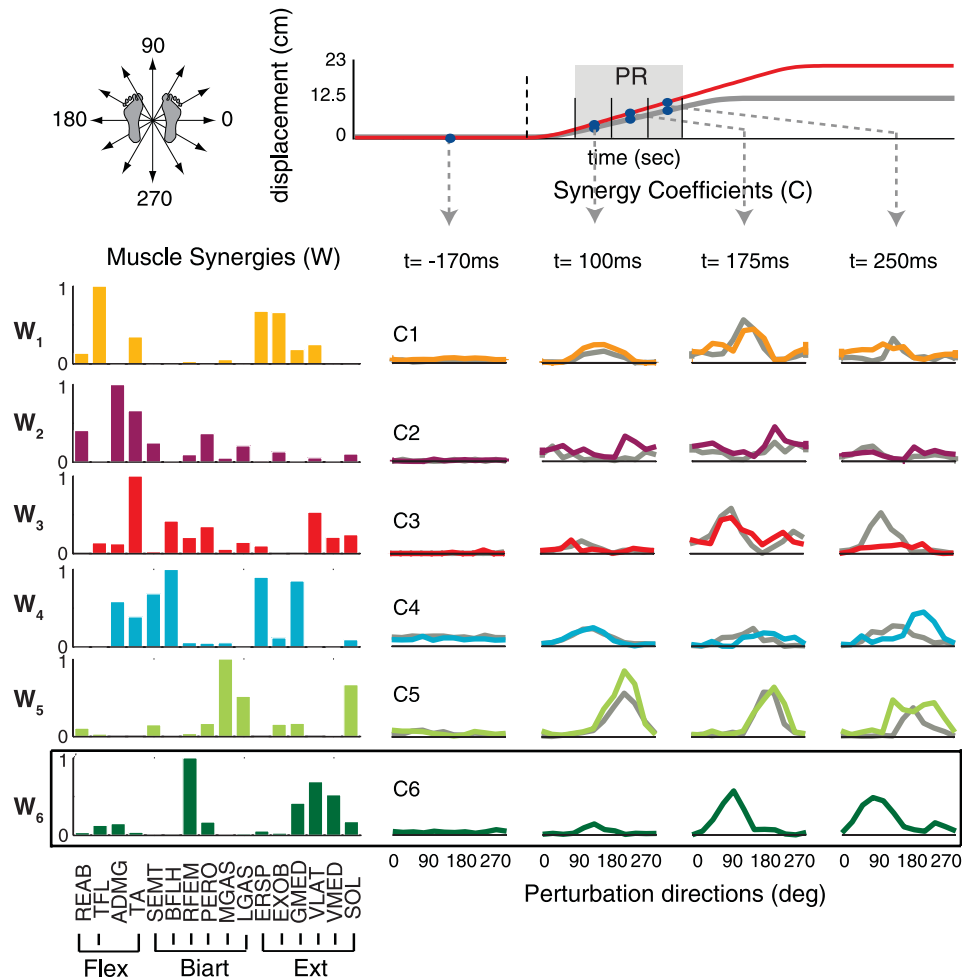 90
180
0
270
displacement (cm)
23
12.5
0
PR
time (sec)
Synergy Coefficients (C)
Muscle Synergies (W)
t= -170ms
t= 100ms
t= 175ms
t= 250ms
W1
1
0
C1
W2
1
0
C2
W3
1
0
C3
W4
1
0
C4
W5
1
0
C5
W6
1
0
C6
0 90 180 270
0 90 180 270
0 90 180 270
0 90 180 270
Perturbation directions (deg)
REAB
TFL
ADMG
TA
SEMT
BFLH
RFEM
PERO
MGAS
LGAS
ERSP
EXOB
GMED
VLAT
VMED
SOL
Flex
Biart
Ext